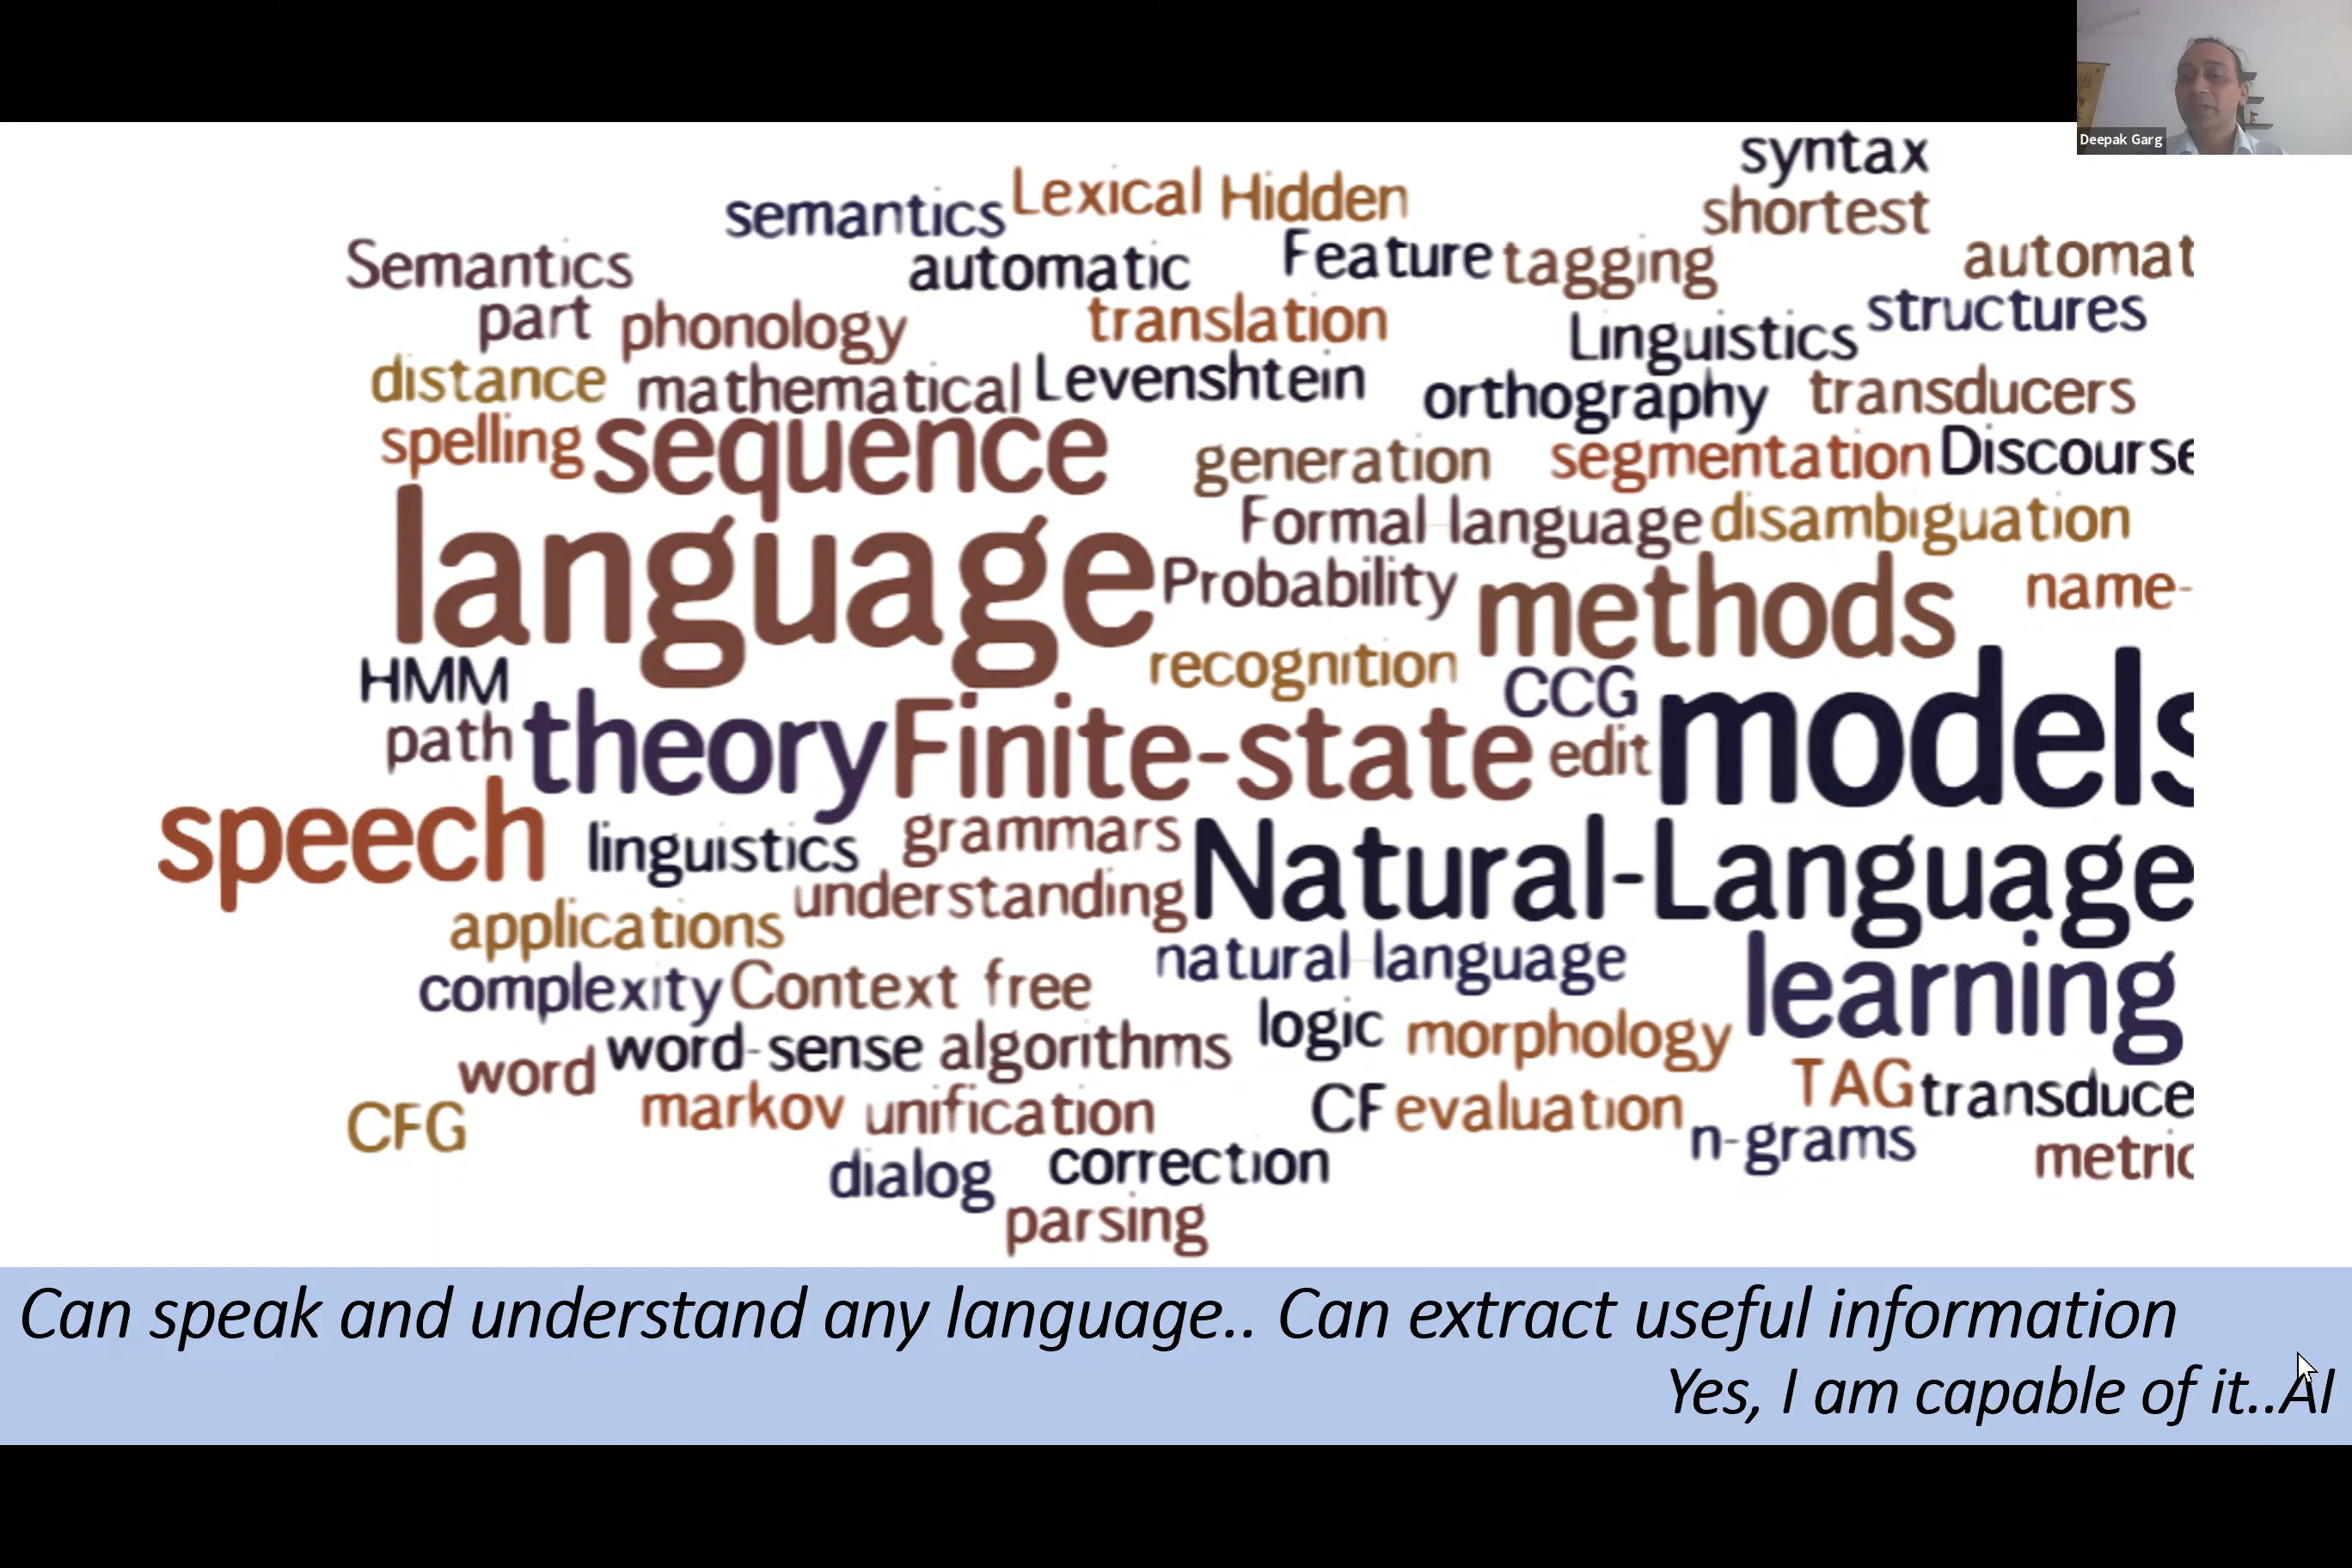 Deepak Garg
syntax
semantics Lexical Hidden shortest
Semantics automatic Feature tagging automat
part phonology translation Linguistics structures
distance mathematical Levenshtein orthography transducers
spelling sequence generation segmentation Discourse
language Formal language disambiguation
Probability methods name-
HMM recognition CCG
path theory Finite-state edit models
speech linguistics grammars Natural-Language
applications understanding
complexity Context free natural language learning
word word-sense algorithms logic morphology
CFG markov unification CF evaluation TAG transduce
dialog correction n-grams metric
parsing
Can speak and understand any language.. Can extract useful information
Yes, I am capable of it..AI